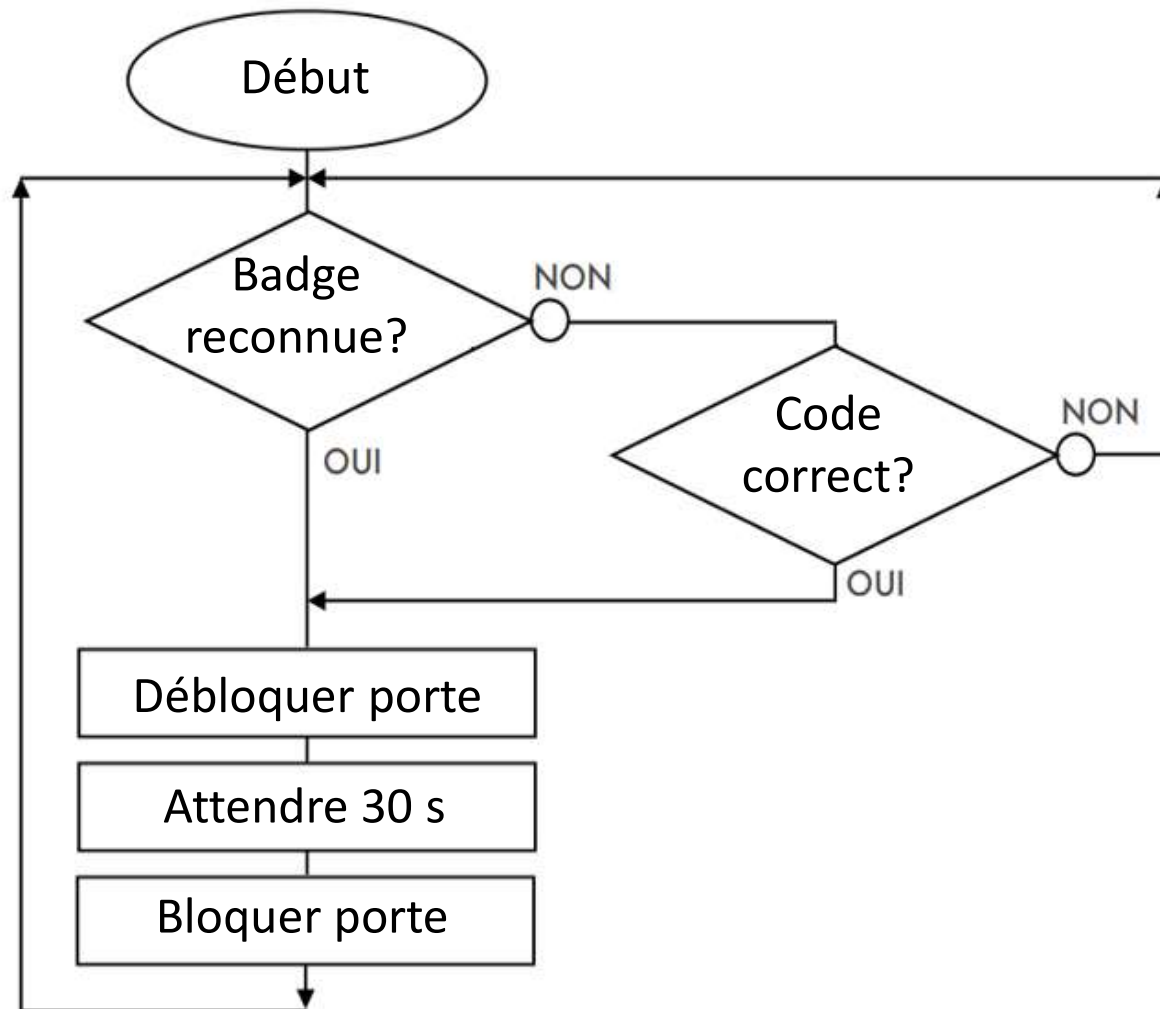 Début
Badge
reconnue?
NON
OUI
Code
correct?
NON
OUI
Débloquer porte
Attendre 30 s
Bloquer porte